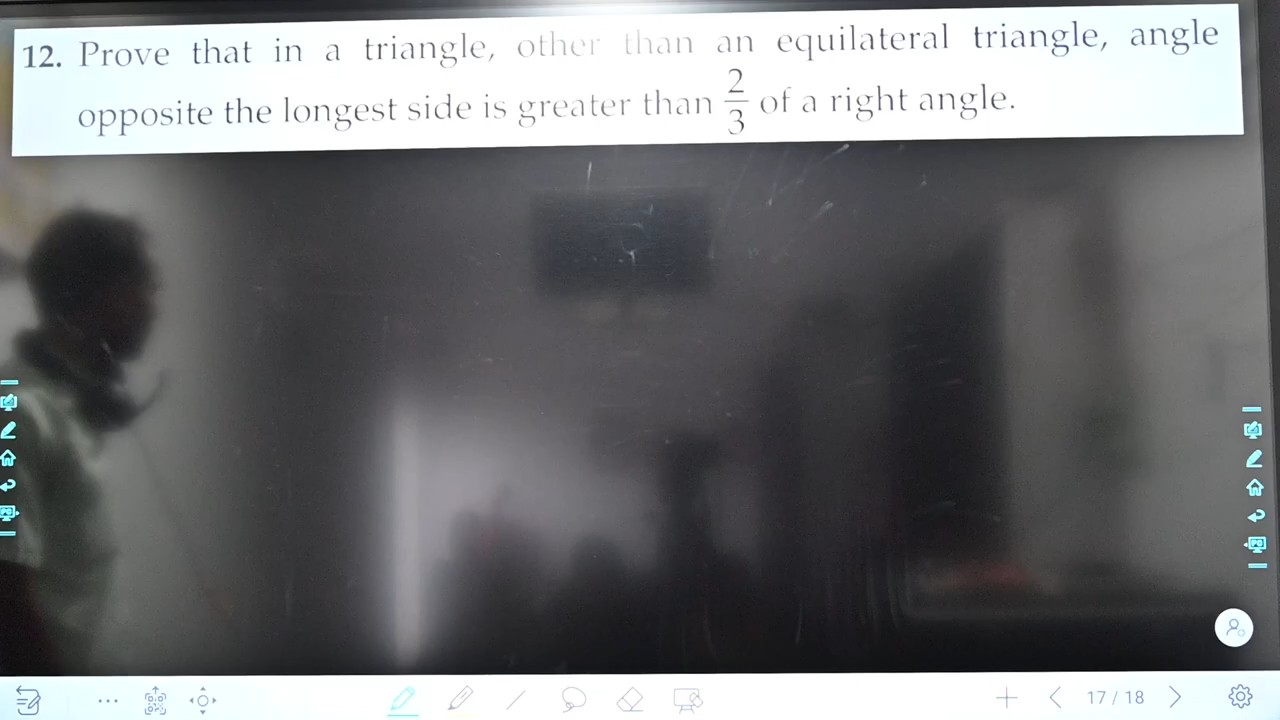 12. Prove that in a triangle, other than an equilateral triangle, angle
opposite the longest side is greater than 2/3 of a right angle.
17 / 18